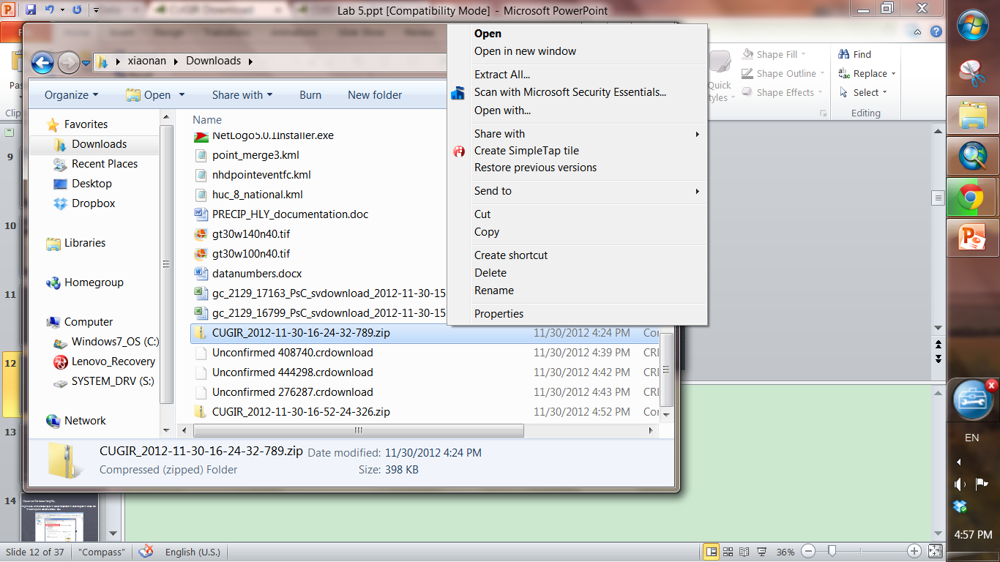 Lab 5.ppt [Compatibility Mode] - Microsoft PowerPoint
CUGIR Download
xiaonan Downloads
Organize Open Share with Burn New folder
Favorites
Downloads
Recent Places
Desktop
Dropbox
Libraries
Homegroup
Computer
Windows7_OS (C:)
Lenovo_Recovery
SYSTEM_DRV (S:)
Network
Name
NetLogo5.0.1Installer.exe
point_merge3.kml
nhdpointeventfc.kml
huc_8_national.kml
PRECIP_HLY_documentation.doc
gt30w140n40.tif
gt30w100n40.tif
datanumbers.docx
gc_2129_17163_PsC_svdownload_2012-11-30-15
gc_2129_16799_PsC_svdownload_2012-11-30-15
CUGIR_2012-11-30-16-24-32-789.zip 11/30/2012 4:24 PM Co
Unconfirmed 408740.crdownload 11/30/2012 4:39 PM CRI
Unconfirmed 444298.crdownload 11/30/2012 4:42 PM CRI
Unconfirmed 276287.crdownload 11/30/2012 4:43 PM CRI
CUGIR_2012-11-30-16-52-24-326.zip 11/30/2012 4:52 PM Co
CUGIR_2012-11-30-16-24-32-789.zip Date modified: 11/30/2012 4:24 PM
Compressed (zipped) Folder Size: 398 KB
Open
Open in new window
Extract All...
Scan with Microsoft Security Essentials...
Open with...
Share with
Create SimpleTap tile
Restore previous versions
Send to
Cut
Copy
Create shortcut
Delete
Rename
Properties
Quick
Styles
Shape Fill
Shape Outline
Shape Effects
Find
Replace
Select
Editing
Pas
Clip
9
10
11
12
13
14
Slide 12 of 37 "Compass" English (U.S.) 36%
EN
4:57 PM